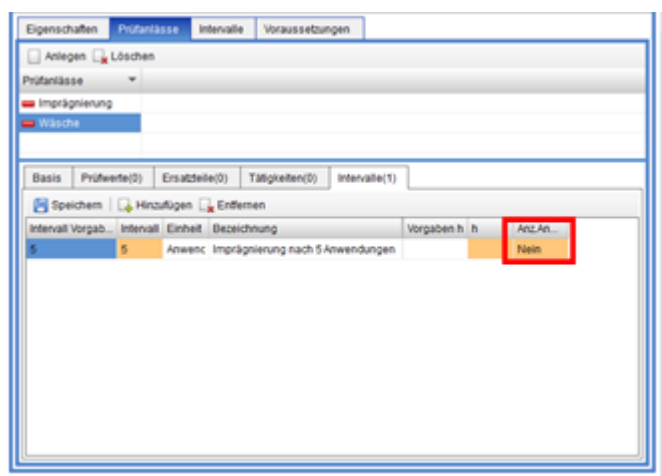 Eigenschaften Prüfanlässe Intervalle Voraussetzungen
Anlegen Löschen
Prüfanlässe
Imprägnierung
Wäsche
Basis Prüfwerte(0) Ersatzteile(0) Tätigkeiten(0) Intervalle(1)
Speichern Hinzufügen Entfernen
Intervall Vorgab... Intervall Einheit Bezeichnung Vorgaben h h Anz.An...
5 5 Anwenc Imprägnierung nach 5 Anwendungen Nein